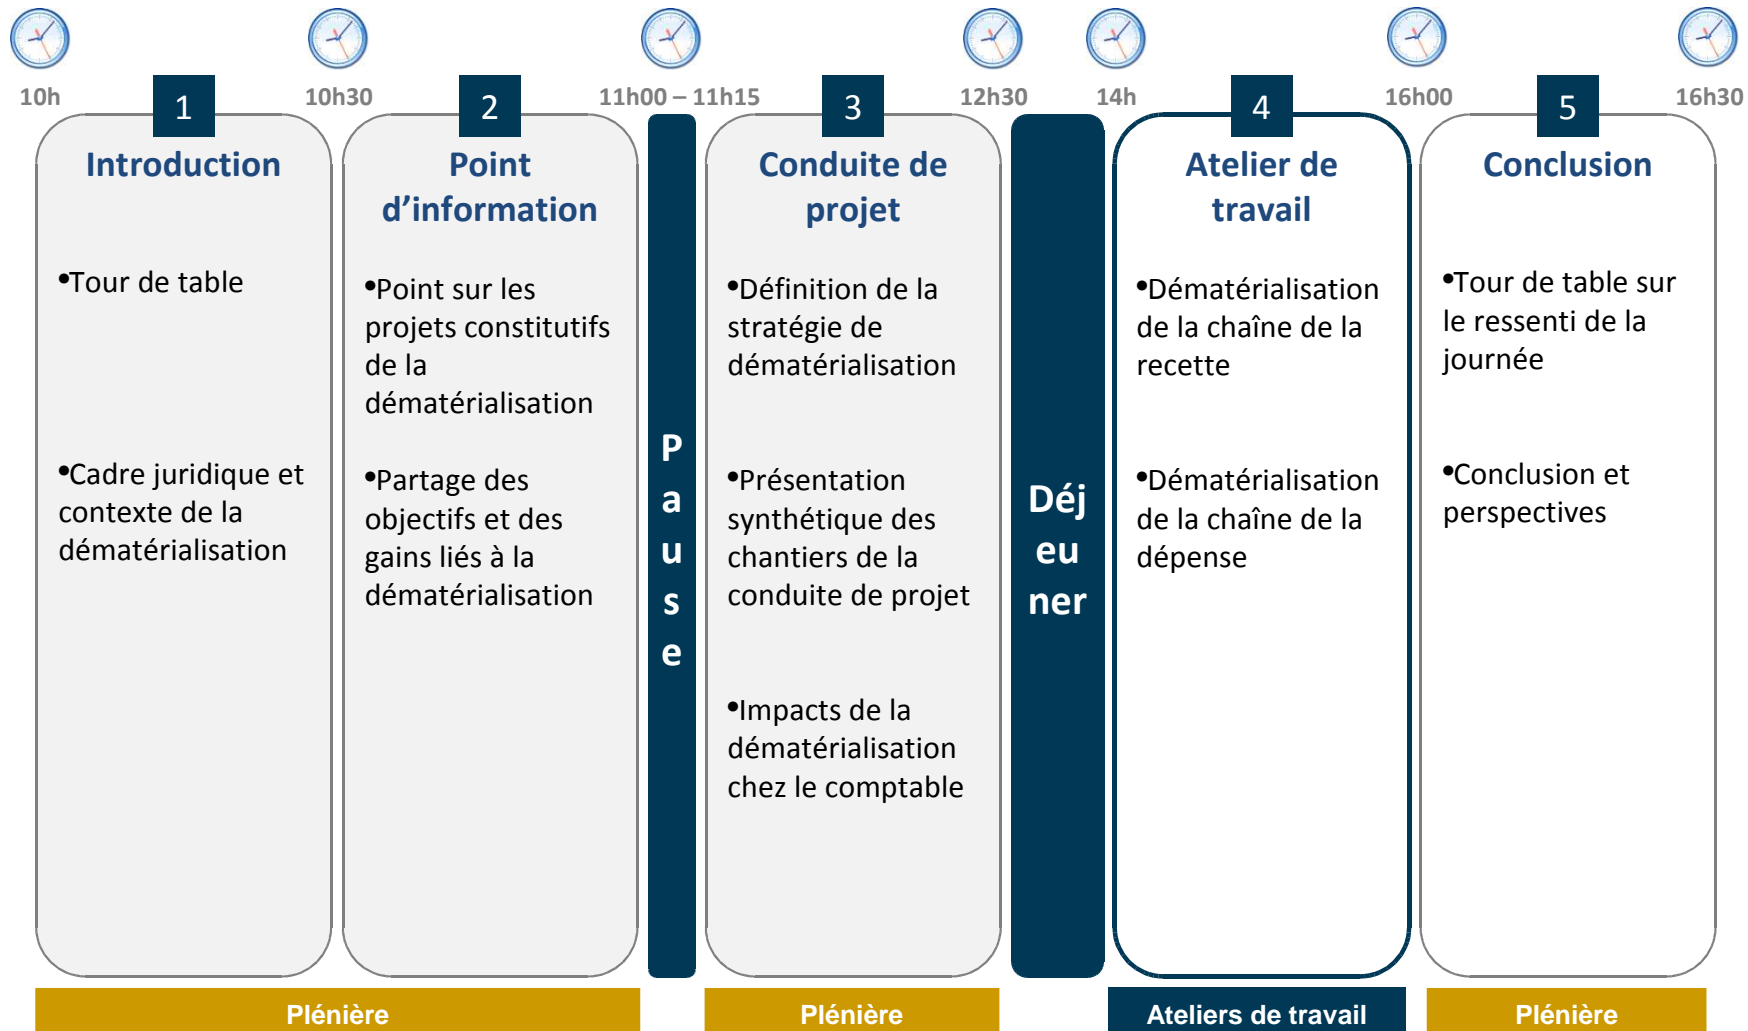 10h
10h30
11h00 – 11h15
12h30
14h
16h00
16h30
1
Introduction
•Tour de table
•Cadre juridique et
contexte de la
dématérialisation
2
Point
d’information
•Point sur les
projets constitutifs
de la
dématérialisation
•Partage des
objectifs et des
gains liés à la
dématérialisation
P
a
u
s
e
3
Conduite de
projet
•Définition de la
stratégie de
dématérialisation
•Présentation
synthétique des
chantiers de la
conduite de projet
•Impacts de la
dématérialisation
chez le comptable
Déj
eu
ner
4
Atelier de
travail
•Dématérialisation
de la chaîne de la
recette
•Dématérialisation
de la chaîne de la
dépense
5
Conclusion
•Tour de table sur
le ressenti de la
journée
•Conclusion et
perspectives
Plénière
Plénière
Ateliers de travail
Plénière